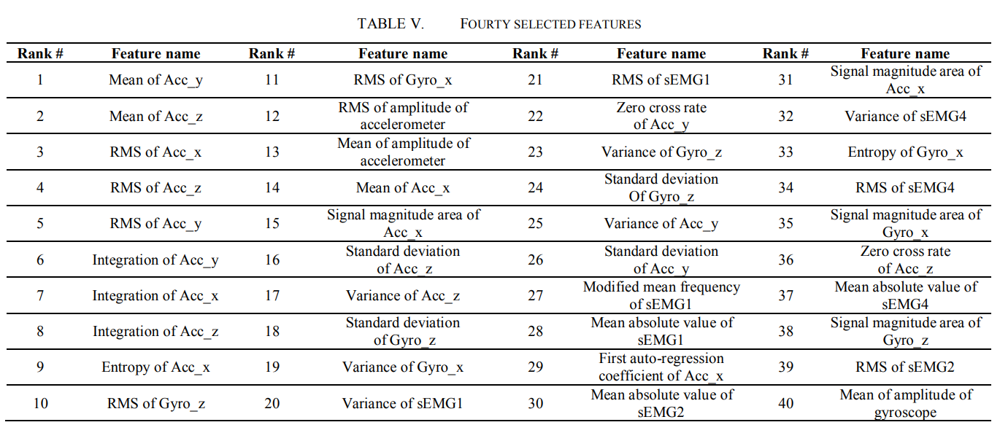 TABLE V. FOURTY SELECTED FEATURES
Rank # Feature name Rank # Feature name Rank # Feature name Rank # Feature name
1 Mean of Acc_y 11 RMS of Gyro_x 21 RMS of sEMG1 31 Signal magnitude area of Acc_x
2 Mean of Acc_z 12 RMS of amplitude of accelerometer 22 Zero cross rate of Acc_y 32 Variance of sEMG4
3 RMS of Acc_x 13 Mean of amplitude of accelerometer 23 Variance of Gyro_z 33 Entropy of Gyro_x
4 RMS of Acc_z 14 Mean of Acc_x 24 Standard deviation Of Gyro_z 34 RMS of sEMG4
5 RMS of Acc_y 15 Signal magnitude area of Acc_x 25 Variance of Acc_y 35 Signal magnitude area of Gyro_x
6 Integration of Acc_y 16 Standard deviation of Acc_z 26 Standard deviation of Acc_y 36 Zero cross rate of Acc_z
7 Integration of Acc_x 17 Variance of Acc_z 27 Modified mean frequency of sEMG1 37 Mean absolute value of sEMG4
8 Integration of Acc_z 18 Standard deviation of Gyro_z 28 Mean absolute value of sEMG1 38 Signal magnitude area of Gyro_z
9 Entropy of Acc_x 19 Variance of Gyro_x 29 First auto-regression coefficient of Acc_x 39 RMS of sEMG2
10 RMS of Gyro_z 20 Variance of sEMG1 30 Mean absolute value of sEMG2 40 Mean of amplitude of gyroscope